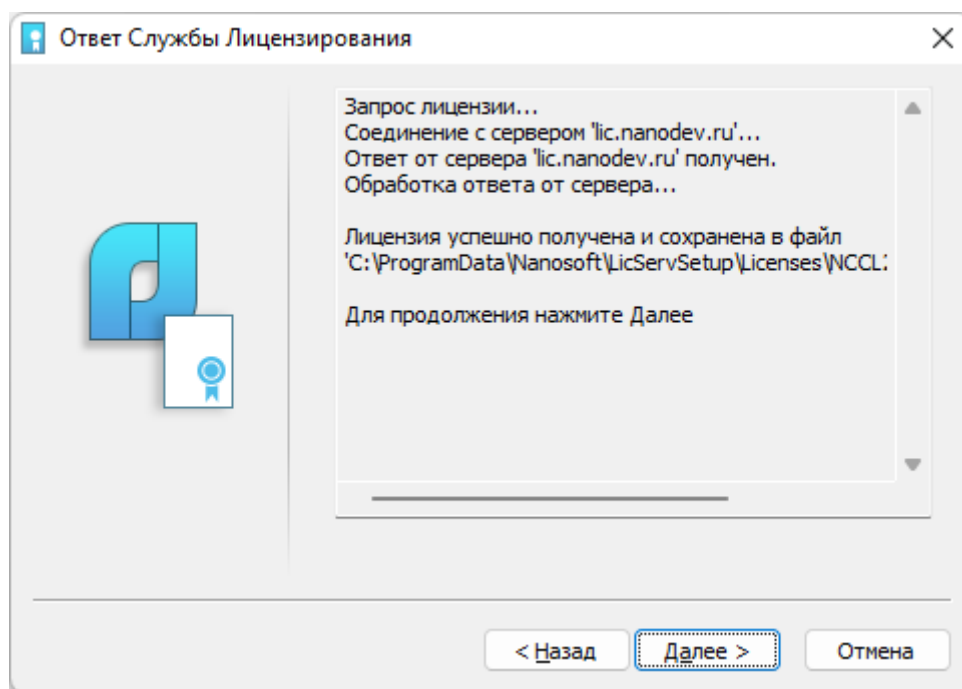 Ответ Службы Лицензирования
Запрос лицензии...
Соединение с сервером 'lic.nanodev.ru'...
Ответ от сервера 'lic.nanodev.ru' получен.
Обработка ответа от сервера...
Лицензия успешно получена и сохранена в файл
'C:\ProgramData\Nanosoft\LicServSetup\Licenses\NCCL
Для продолжения нажмите Далее
< Назад
Далее >
Отмена